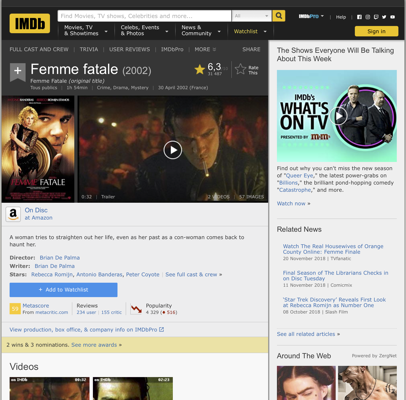 IMDb
Find Movies, TV shows, Celebrities and more...
All
IMDbPro
Help
Movies, TV
& Showtimes
Celebs, Events
& Photos
News &
Community
Watchlist
Sign in
FULL CAST AND CREW | TRIVIA | USER REVIEWS | IMDbPro | MORE
SHARE
Femme fatale (2002)
Femme Fatale (original title)
Tous publics | 1h 54min | Crime, Drama, Mystery | 30 April 2002 (France)
6,3
Rate
This
FEMME FATALE
0:32 | Trailer
57 IMAGES
On Disc
at Amazon
A woman tries to straighten out her life, even as her past as a con-woman comes back to
haunt her.
Director: Brian De Palma
Writer: Brian De Palma
Stars: Rebecca Romijn, Antonio Banderas, Peter Coyote | See full cast & crew »
+ Add to Watchlist
Metascore
From metacritic.com
Reviews
234 user | 155 critic
Popularity
4 329 (516)
View production, box office, & company info on IMDbPro
2 wins & 3 nominations. See more awards »
Videos
00:32
02:23
The Shows Everyone Will Be Talking
About This Week
IMDb's
WHAT'S
ON TV
PRESENTED BY
Find out why you can't miss the new season
of "Queer Eye," the latest power-grabs on
"Billions," the brilliant pond-hopping comedy
"Catastrophe," and more.
Watch now »
Related News
Watch The Real Housewives of Orange
County Online: Femme Finale
20 November 2018 | TVfanatic
Final Season of The Librarians Checks in
on Disc Tuesday
11 November 2018 | Comicmix
'Star Trek Discovery' Reveals First Look
at Rebecca Romijn as Number One
08 October 2018 | Slash Film
See all related articles »
Around The Web
Powered by ZergNet